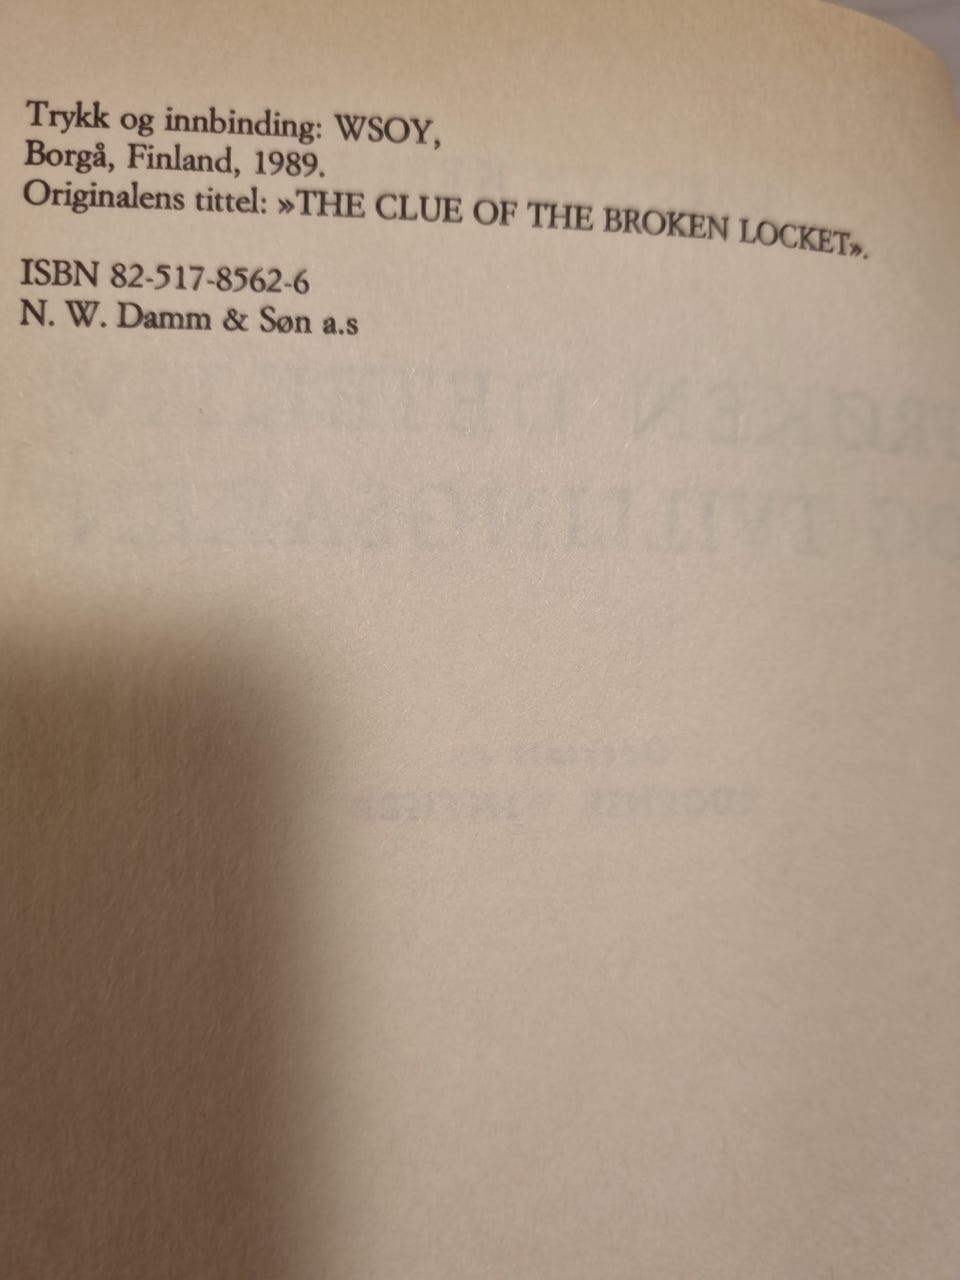 Trykk og innbinding: WSOY,
Borgå, Finland, 1989.
Originalens tittel: »THE CLUE OF THE BROKEN LOCKET».
ISBN 82-517-8562-6
N. W. Damm & Søn a.s